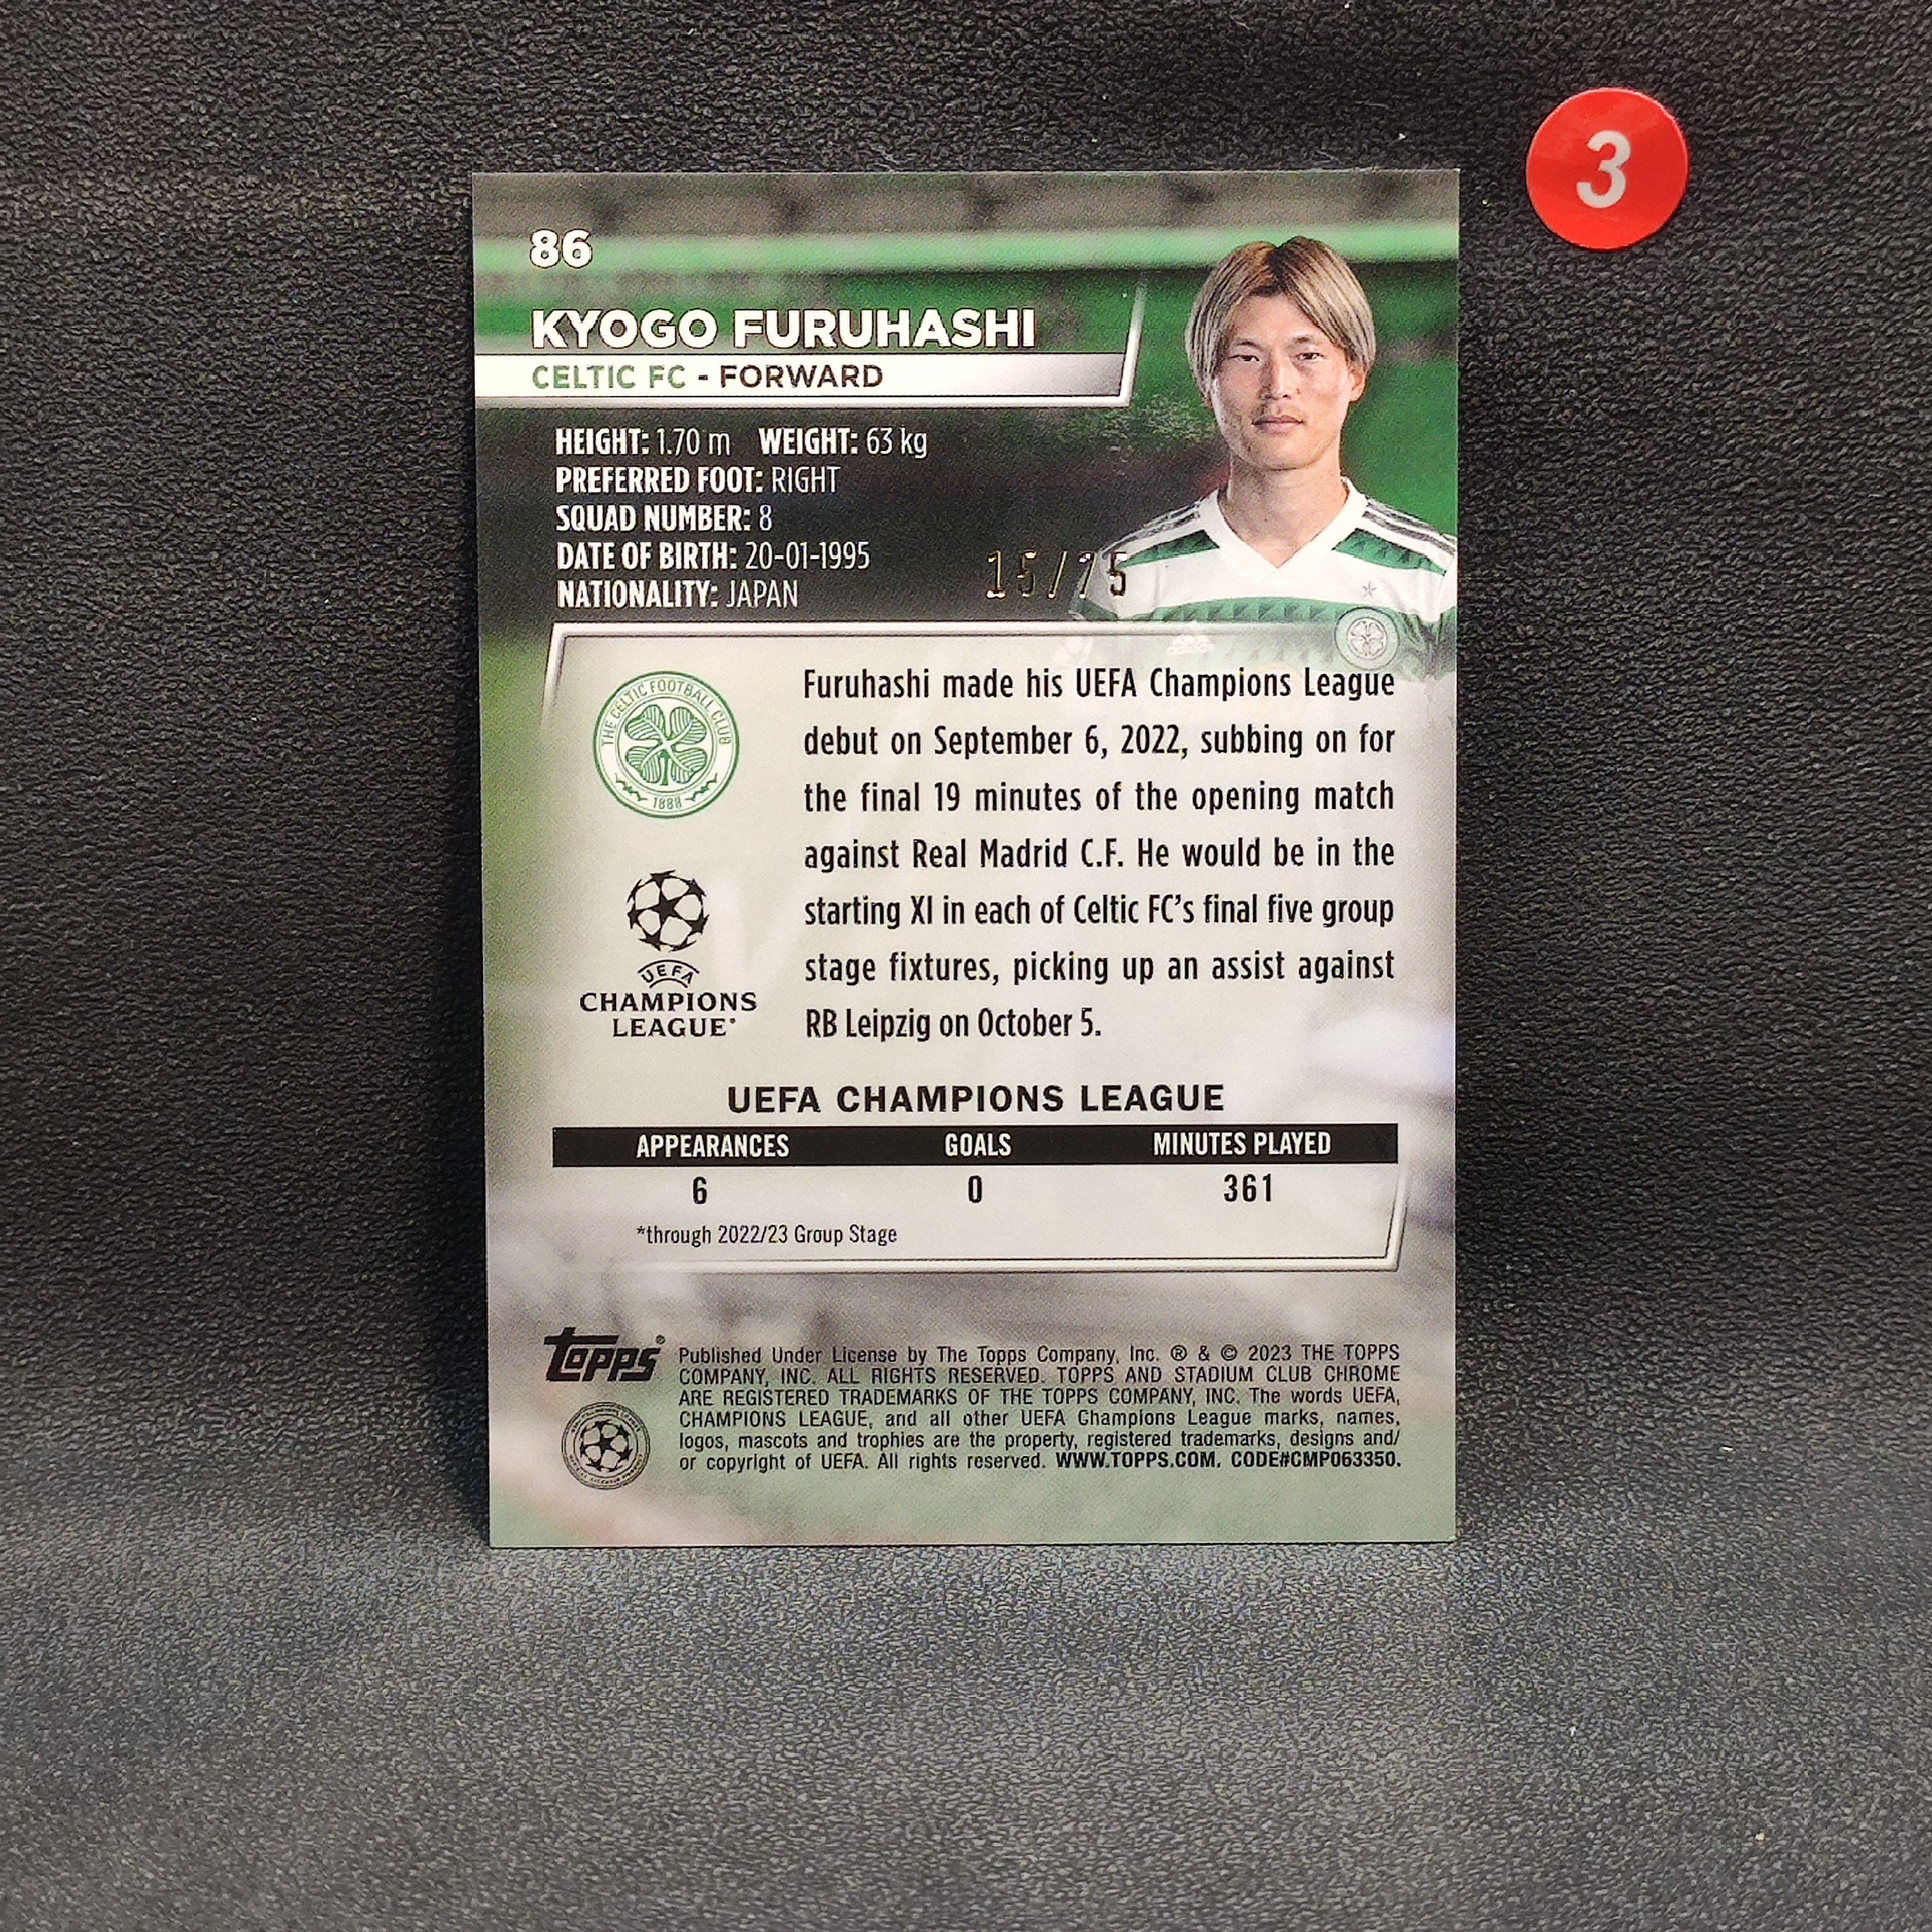 3
86
KYOGO FURUHASHI
CELTIC FC - FORWARD
HEIGHT: 1.70 m WEIGHT: 63 kg
PREFERRED FOOT: RIGHT
SQUAD NUMBER: 8
DATE OF BIRTH: 20-01-1995
NATIONALITY: JAPAN
15/75
THE CELTIC FOOTBALL CLUB
1888
Furuhashi made his UEFA Champions League
debut on September 6, 2022, subbing on for
the final 19 minutes of the opening match
against Real Madrid C.F. He would be in the
starting XI in each of Celtic FC's final five group
stage fixtures, picking up an assist against
RB Leipzig on October 5.
UEFA
CHAMPIONS
LEAGUE®
UEFA CHAMPIONS LEAGUE
APPEARANCES GOALS MINUTES PLAYED
6 0 361
*through 2022/23 Group Stage
Topps®
Published Under License by The Topps Company, Inc. ® & © 2023 THE TOPPS
COMPANY, INC. ALL RIGHTS RESERVED. TOPPS AND STADIUM CLUB CHROME
ARE REGISTERED TRADEMARKS OF THE TOPPS COMPANY, INC. The words UEFA,
CHAMPIONS LEAGUE, and all other UEFA Champions League marks, names,
logos, mascots and trophies are the property, registered trademarks, designs and/
or copyright of UEFA. All rights reserved. WWW.TOPPS.COM. CODE#CMP063350.